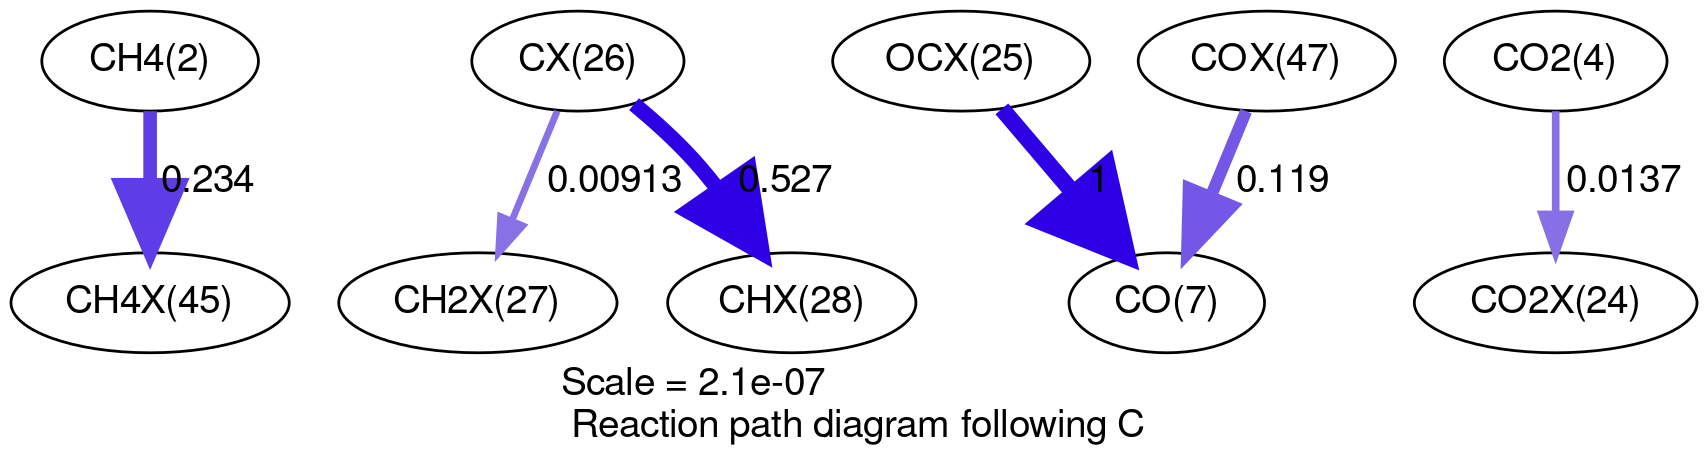 CH4(2)
CX(26)
OCX(25)
COX(47)
CO2(4)
0.234
0.00913
0.527
1
0.119
0.0137
CH4X(45)
CH2X(27)
CHX(28)
CO(7)
CO2X(24)
Scale = 2.1e-07
Reaction path diagram following C